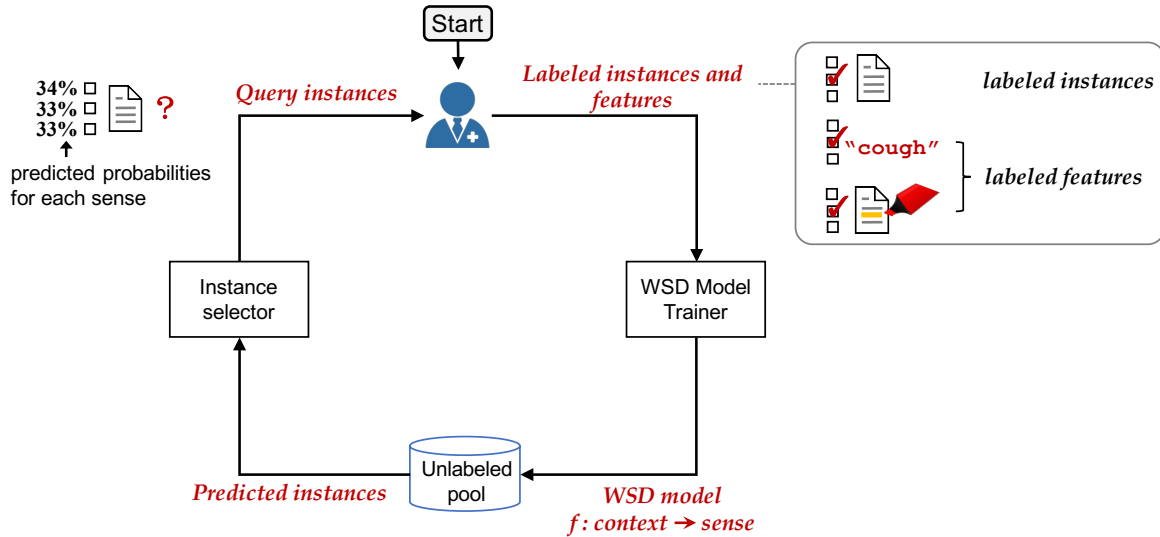 Start
34%
33%
33%
?
predicted probabilities
for each sense
Query instances
Labeled instances and
features
labeled instances
“cough”
labeled features
Instance
selector
WSD Model
Trainer
Unlabeled
pool
Predicted instances
WSD model
f : context → sense